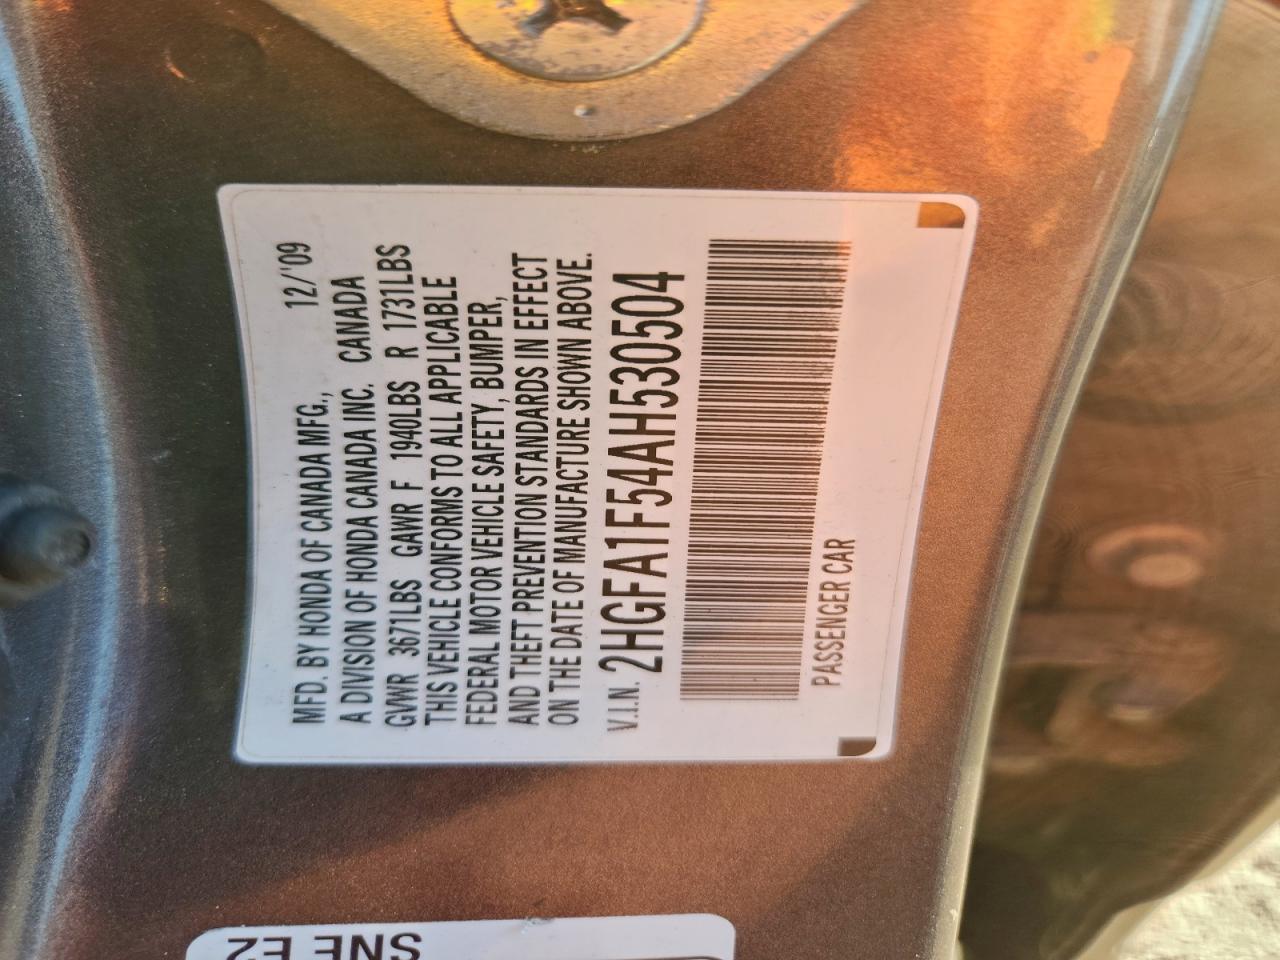 MFD. BY HONDA OF CANADA MFG., 12/'09
A DIVISION OF HONDA CANADA INC. CANADA
GVWR 3671LBS GAWR F 1940LBS R 1731LBS
THIS VEHICLE CONFORMS TO ALL APPLICABLE
FEDERAL MOTOR VEHICLE SAFETY, BUMPER,
AND THEFT PREVENTION STANDARDS IN EFFECT
ON THE DATE OF MANUFACTURE SHOWN ABOVE.
V.I.N. 2HGFA1F54AH530504
PASSENGER CAR
SNE E2